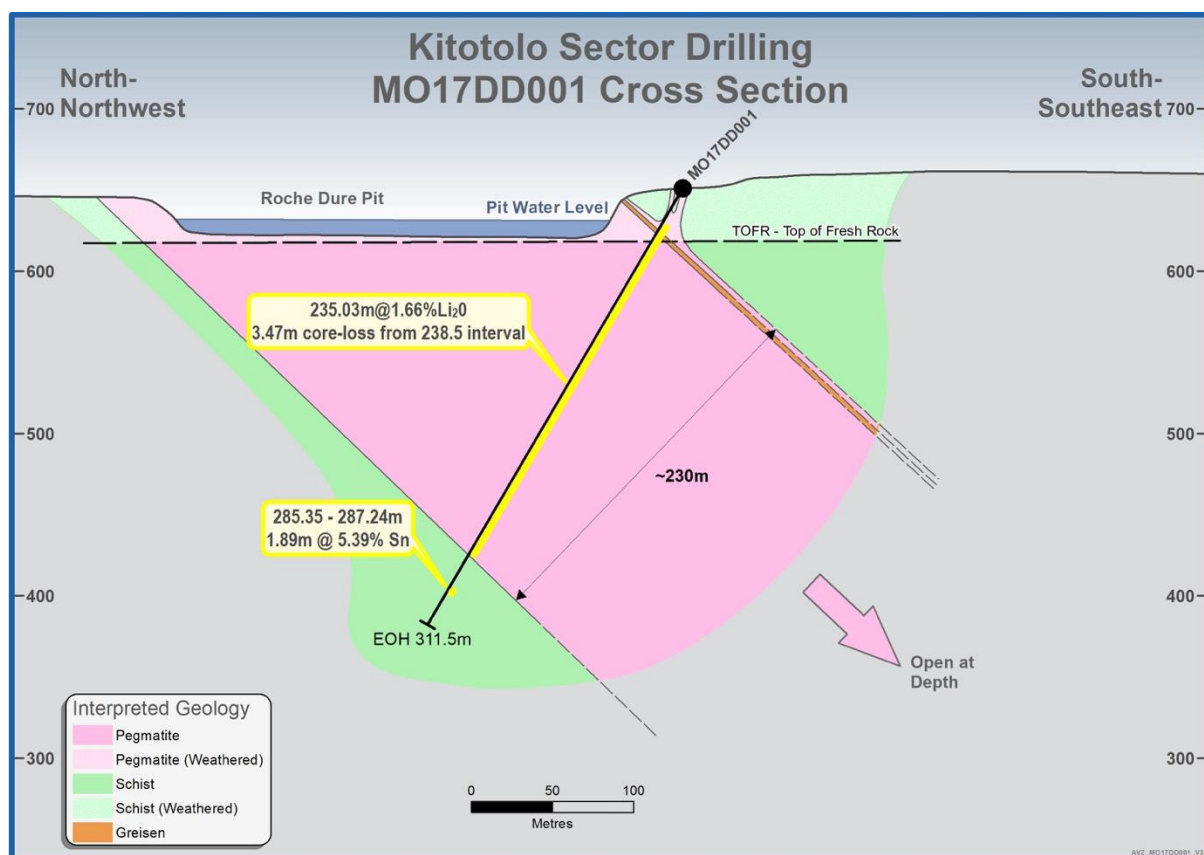 Kitotolo Sector Drilling
MO17DD001 Cross Section
North-
Northwest
South-
Southeast
700
700
MO17DD001
Roche Dure Pit
Pit Water Level
TOFR - Top of Fresh Rock
600
600
235.03m@1.66%Li20
3.47m core-loss from 238.5 interval
500
500
~230m
285.35 - 287.24m
1.89m @ 5.39% Sn
400
400
EOH 311.5m
Open at
Depth
Interpreted Geology
Pegmatite
Pegmatite (Weathered)
Schist
Schist (Weathered)
Greisen
300
300
0 50 100
Metres
AVZ_MO17DD001_V3